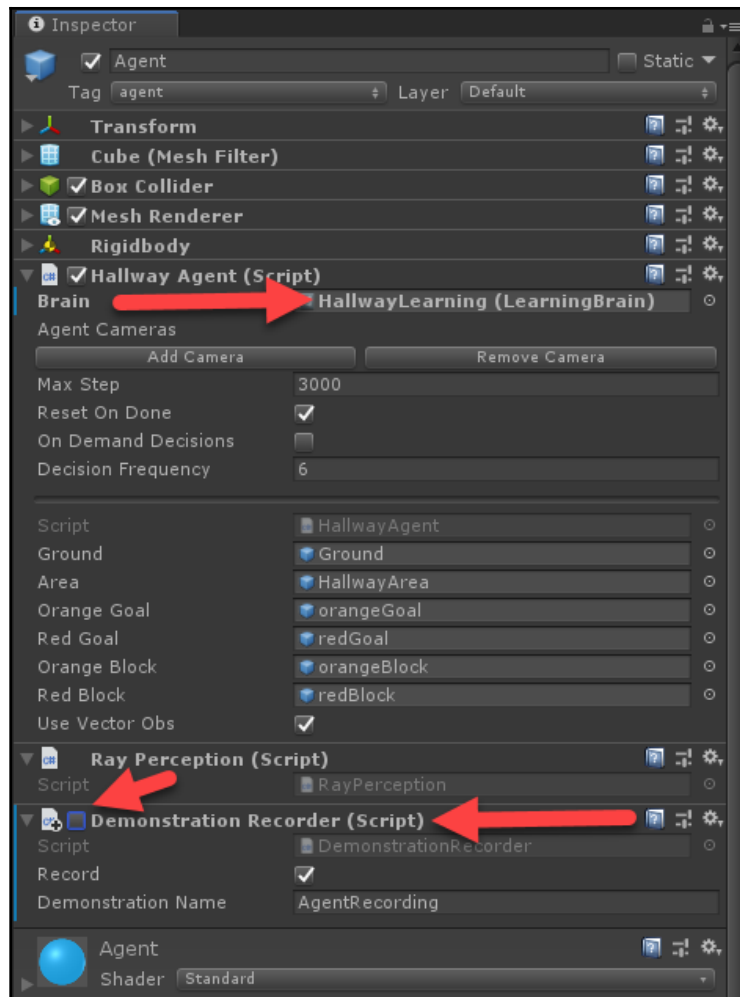 Inspector
Agent Static
Tag agent Layer Default
Transform
Cube (Mesh Filter)
Box Collider
Mesh Renderer
Rigidbody
c# Hallway Agent (Script)
Brain HallwayLearning (LearningBrain)
Agent Cameras
Add Camera Remove Camera
Max Step 3000
Reset On Done
On Demand Decisions
Decision Frequency 6
Script HallwayAgent
Ground Ground
Area HallwayArea
Orange Goal orangeGoal
Red Goal redGoal
Orange Block orangeBlock
Red Block redBlock
Use Vector Obs
c# Ray Perception (Script)
Script RayPerception
Demonstration Recorder (Script)
Script DemonstrationRecorder
Record
Demonstration Name AgentRecording
Agent
Shader Standard